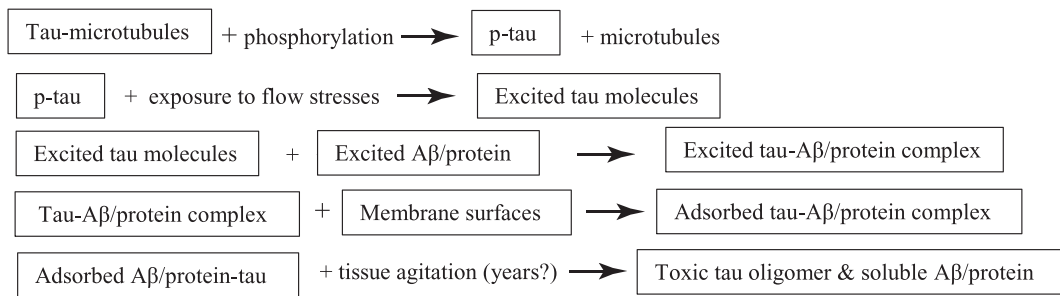 Tau-microtubules + phosphorylation → p-tau + microtubules
p-tau + exposure to flow stresses → Excited tau molecules
Excited tau molecules + Excited Aβ/protein → Excited tau-Aβ/protein complex
Tau-Aβ/protein complex + Membrane surfaces → Adsorbed tau-Aβ/protein complex
Adsorbed Aβ/protein-tau + tissue agitation (years?) → Toxic tau oligomer & soluble Aβ/protein